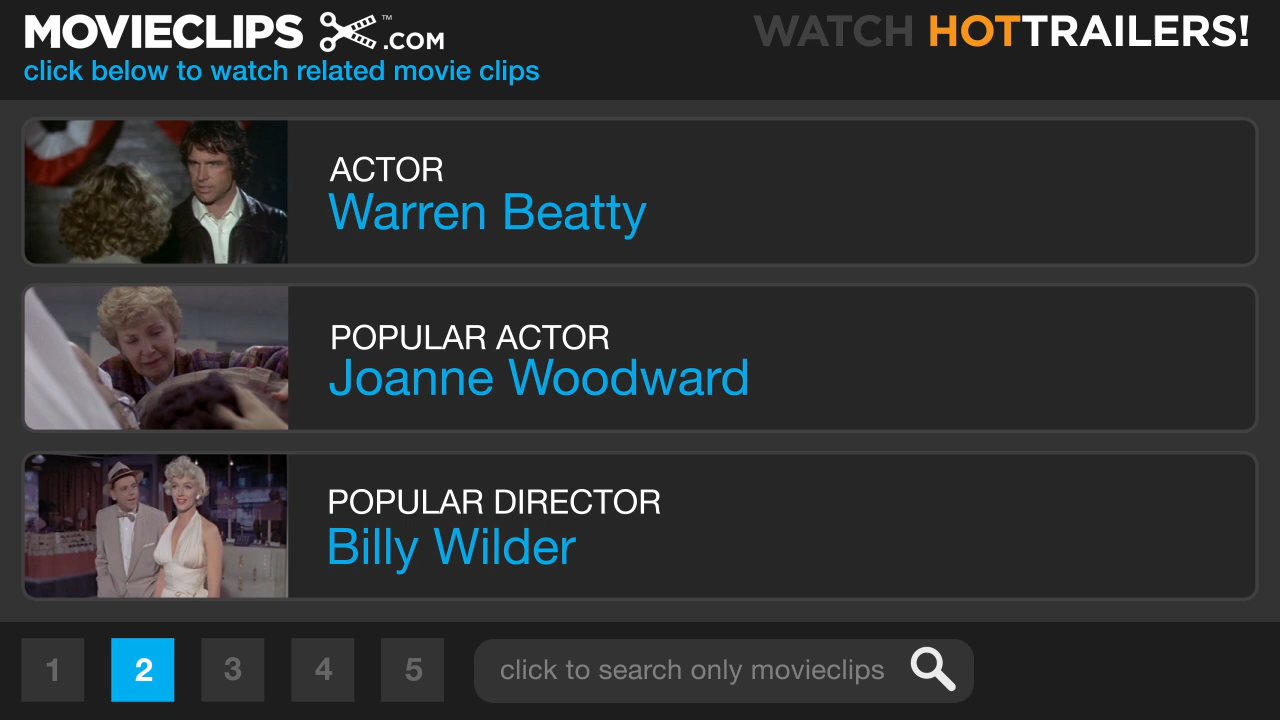 MOVIECLIPS ™ .COM
WATCH HOTTRAILERS!
click below to watch related movie clips
ACTOR
Warren Beatty
POPULAR ACTOR
Joanne Woodward
POPULAR DIRECTOR
Billy Wilder
1 2 3 4 5 click to search only movieclips